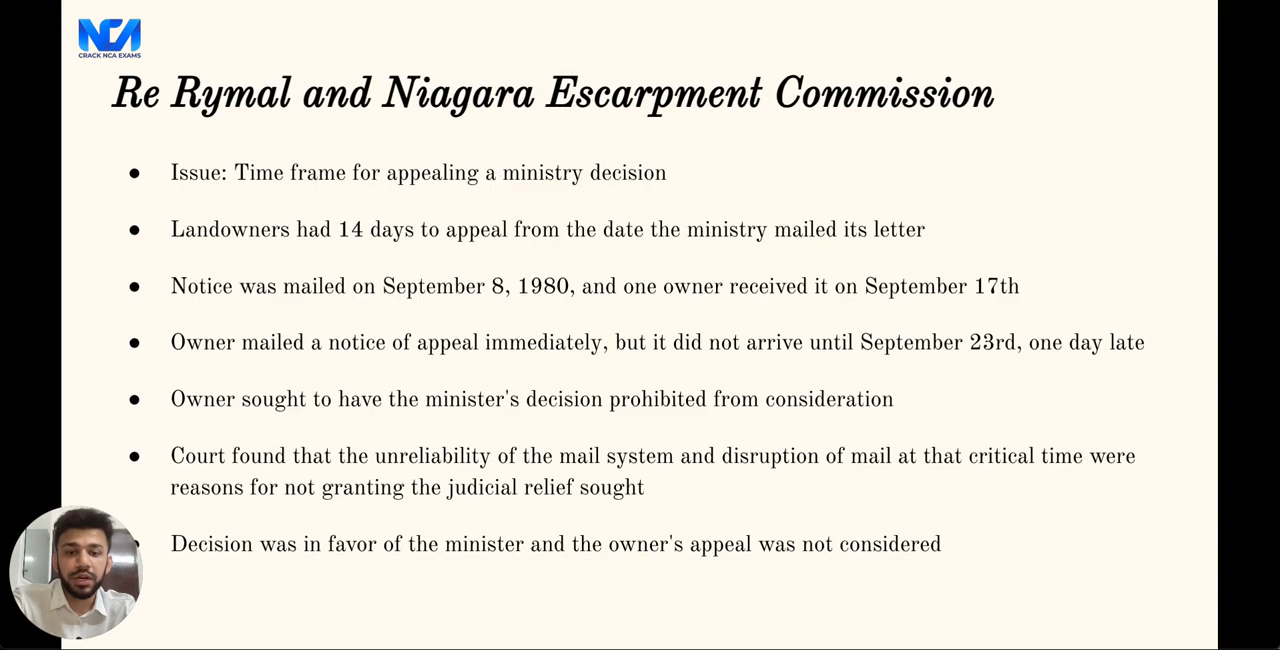 NCA
CRACK NCA EXAMS
Re Rymal and Niagara Escarpment Commission
● Issue: Time frame for appealing a ministry decision
● Landowners had 14 days to appeal from the date the ministry mailed its letter
● Notice was mailed on September 8, 1980, and one owner received it on September 17th
● Owner mailed a notice of appeal immediately, but it did not arrive until September 23rd, one day late
● Owner sought to have the minister's decision prohibited from consideration
● Court found that the unreliability of the mail system and disruption of mail at that critical time were
reasons for not granting the judicial relief sought
● Decision was in favor of the minister and the owner's appeal was not considered